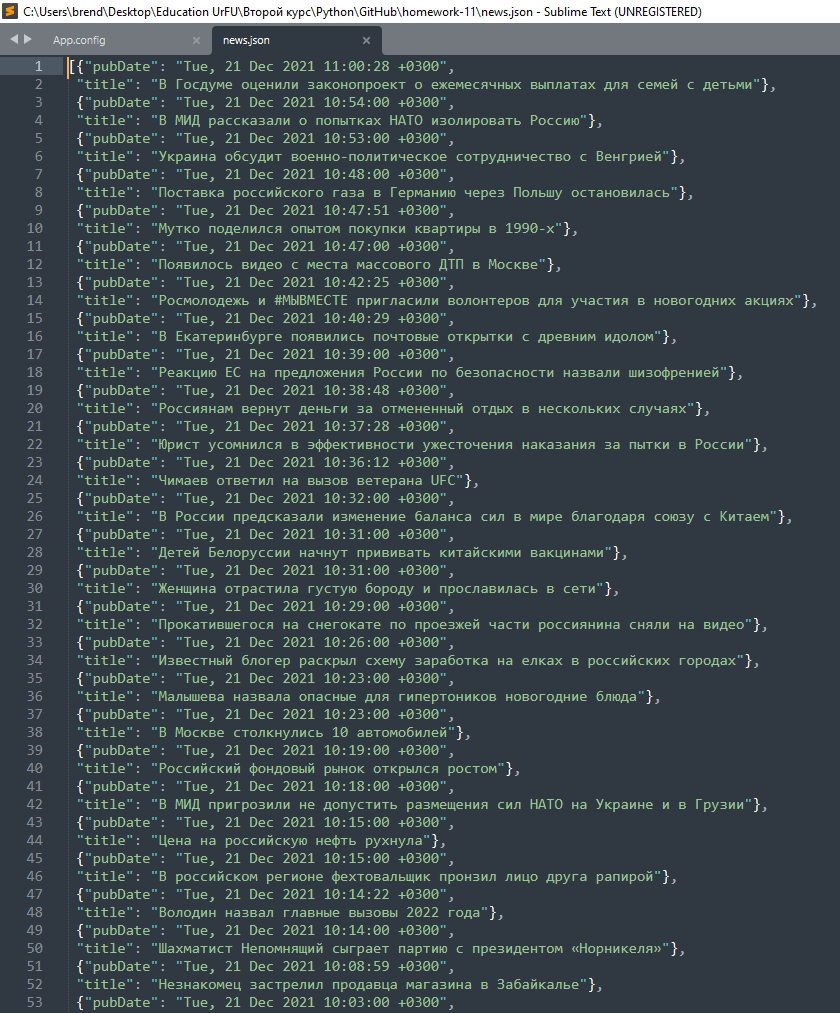 C:\Users\brend\Desktop\Education UrFU\Второй курс\Python\GitHub\homework-11\news.json - Sublime Text (UNREGISTERED)
App.config × news.json ×
1 [{"pubDate": "Tue, 21 Dec 2021 11:00:28 +0300",
2 "title": "В Госдуме оценили законопроект о ежемесячных выплатах для семей с детьми"},
3 {"pubDate": "Tue, 21 Dec 2021 10:54:00 +0300",
4 "title": "В МИД рассказали о попытках НАТО изолировать Россию"},
5 {"pubDate": "Tue, 21 Dec 2021 10:53:00 +0300",
6 "title": "Украина обсудит военно-политическое сотрудничество с Венгрией"},
7 {"pubDate": "Tue, 21 Dec 2021 10:48:00 +0300",
8 "title": "Поставка российского газа в Германию через Польшу остановилась"},
9 {"pubDate": "Tue, 21 Dec 2021 10:47:51 +0300",
10 "title": "Мутко поделился опытом покупки квартиры в 1990-х"},
11 {"pubDate": "Tue, 21 Dec 2021 10:47:00 +0300",
12 "title": "Появилось видео с места массового ДТП в Москве"},
13 {"pubDate": "Tue, 21 Dec 2021 10:42:25 +0300",
14 "title": "Росмолодежь и #МЫВМЕСТЕ пригласили волонтеров для участия в новогодних акциях"},
15 {"pubDate": "Tue, 21 Dec 2021 10:40:29 +0300",
16 "title": "В Екатеринбурге появились почтовые открытки с древним идолом"},
17 {"pubDate": "Tue, 21 Dec 2021 10:39:00 +0300",
18 "title": "Реакцию ЕС на предложения России по безопасности назвали шизофренией"},
19 {"pubDate": "Tue, 21 Dec 2021 10:38:48 +0300",
20 "title": "Россиянам вернут деньги за отмененный отдых в нескольких случаях"},
21 {"pubDate": "Tue, 21 Dec 2021 10:37:28 +0300",
22 "title": "Юрист усомнился в эффективности ужесточения наказания за пытки в России"},
23 {"pubDate": "Tue, 21 Dec 2021 10:36:12 +0300",
24 "title": "Чимаев ответил на вызов ветерана UFC"},
25 {"pubDate": "Tue, 21 Dec 2021 10:32:00 +0300",
26 "title": "В России предсказали изменение баланса сил в мире благодаря союзу с Китаем"},
27 {"pubDate": "Tue, 21 Dec 2021 10:31:00 +0300",
28 "title": "Детей Белоруссии начнут прививать китайскими вакцинами"},
29 {"pubDate": "Tue, 21 Dec 2021 10:31:00 +0300",
30 "title": "Женщина отрастила густую бороду и прославилась в сети"},
31 {"pubDate": "Tue, 21 Dec 2021 10:29:00 +0300",
32 "title": "Прокатившегося на снегокате по проезжей части россиянина сняли на видео"},
33 {"pubDate": "Tue, 21 Dec 2021 10:26:00 +0300",
34 "title": "Известный блогер раскрыл схему заработка на елках в российских городах"},
35 {"pubDate": "Tue, 21 Dec 2021 10:23:00 +0300",
36 "title": "Малышева назвала опасные для гипертоников новогодние блюда"},
37 {"pubDate": "Tue, 21 Dec 2021 10:23:00 +0300",
38 "title": "В Москве столкнулись 10 автомобилей"},
39 {"pubDate": "Tue, 21 Dec 2021 10:19:00 +0300",
40 "title": "Российский фондовый рынок открылся ростом"},
41 {"pubDate": "Tue, 21 Dec 2021 10:18:00 +0300",
42 "title": "В МИД пригрозили не допустить размещения сил НАТО на Украине и в Грузии"},
43 {"pubDate": "Tue, 21 Dec 2021 10:15:00 +0300",
44 "title": "Цена на российскую нефть рухнула"},
45 {"pubDate": "Tue, 21 Dec 2021 10:15:00 +0300",
46 "title": "В российском регионе фехтовальщик пронзил лицо друга рапирой"},
47 {"pubDate": "Tue, 21 Dec 2021 10:14:22 +0300",
48 "title": "Володин назвал главные вызовы 2022 года"},
49 {"pubDate": "Tue, 21 Dec 2021 10:14:00 +0300",
50 "title": "Шахматист Непомнящий сыграет партию с президентом «Норникеля»"},
51 {"pubDate": "Tue, 21 Dec 2021 10:08:59 +0300",
52 "title": "Незнакомец застрелил продавца магазина в Забайкалье"},
53 {"pubDate": "Tue, 21 Dec 2021 10:03:00 +0300",